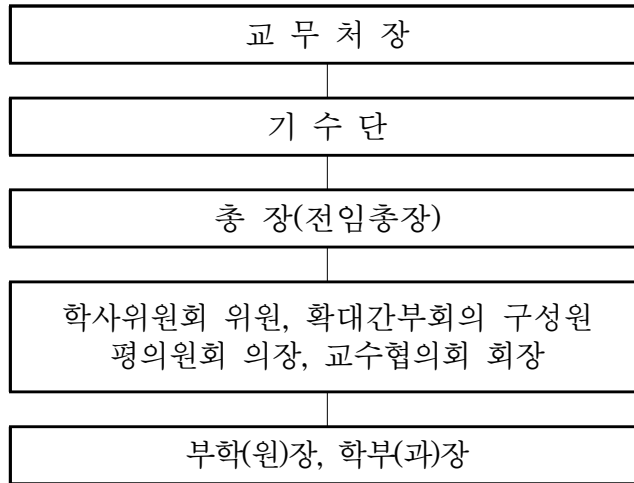 교 무 처 장
기 수 단
총 장(전임총장)
학사위원회 위원, 확대간부회의 구성원
평의원회 의장, 교수협의회 회장
부학(원)장, 학부(과)장